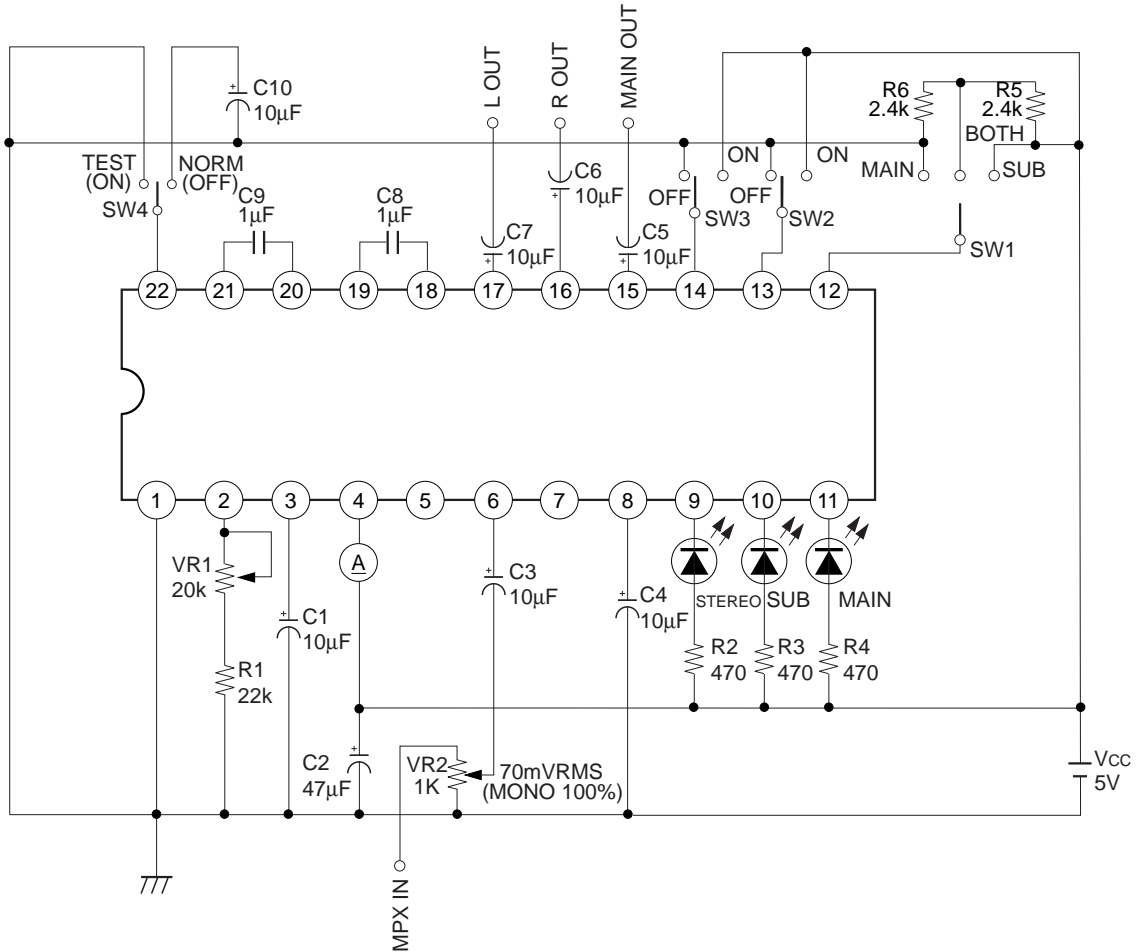 C10
10µF
L OUT
R OUT
MAIN OUT
R6
2.4k
R5
2.4k
BOTH
TEST
(ON)
NORM
(OFF)
SW4
C9
1µF
C8
1µF
C7
10µF
C6
10µF
C5
10µF
OFF
ON
SW3
OFF
ON
SW2
MAIN
SUB
SW1
22
21
20
19
18
17
16
15
14
13
12
1
2
3
4
5
6
7
8
9
10
11
VR1
20k
A
C1
10µF
C3
10µF
C4
10µF
STEREO
SUB
MAIN
R1
22k
R2
470
R3
470
R4
470
C2
47µF
VR2
1K
70mVRMS
(MONO 100%)
VCC
5V
MPX IN